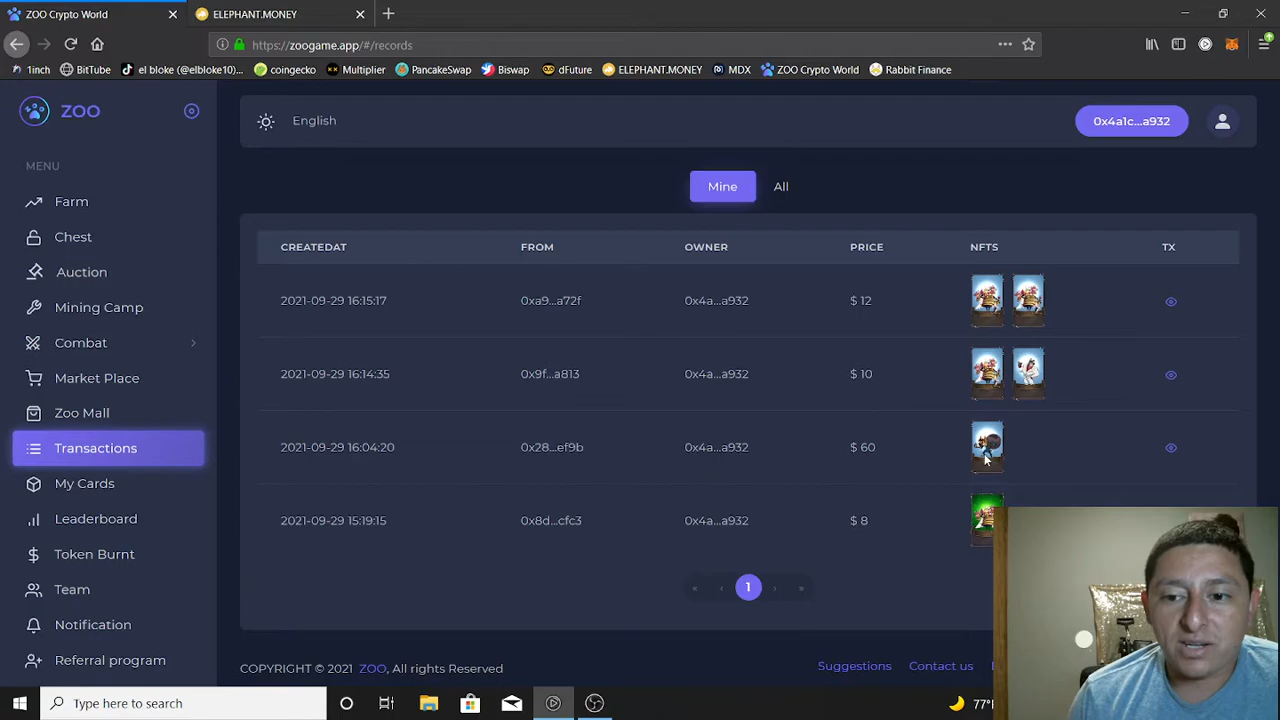 ZOO Crypto World
ELEPHANT.MONEY
https://zoogame.app/#/records
1inch BitTube el bloke (@elbloke10)... coingecko Multiplier PancakeSwap Biswap dFuture ELEPHANT.MONEY MDX ZOO Crypto World Rabbit Finance
ZOO
English
0x4a1c...a932
MENU
Farm
Chest
Auction
Mining Camp
Combat
Market Place
Zoo Mall
Transactions
My Cards
Leaderboard
Token Burnt
Team
Notification
Referral program
Mine All
CREATEDAT FROM OWNER PRICE NFTS TX
2021-09-29 16:15:17 0xa9...a72f 0x4a...a932 $ 12
2021-09-29 16:14:35 0x9f...a813 0x4a...a932 $ 10
2021-09-29 16:04:20 0x28...ef9b 0x4a...a932 $ 60
2021-09-29 15:19:15 0x8d...cfc3 0x4a...a932 $ 8
« ‹ 1 › »
COPYRIGHT © 2021 ZOO, All rights Reserved
Suggestions Contact us
Type here to search
77°F